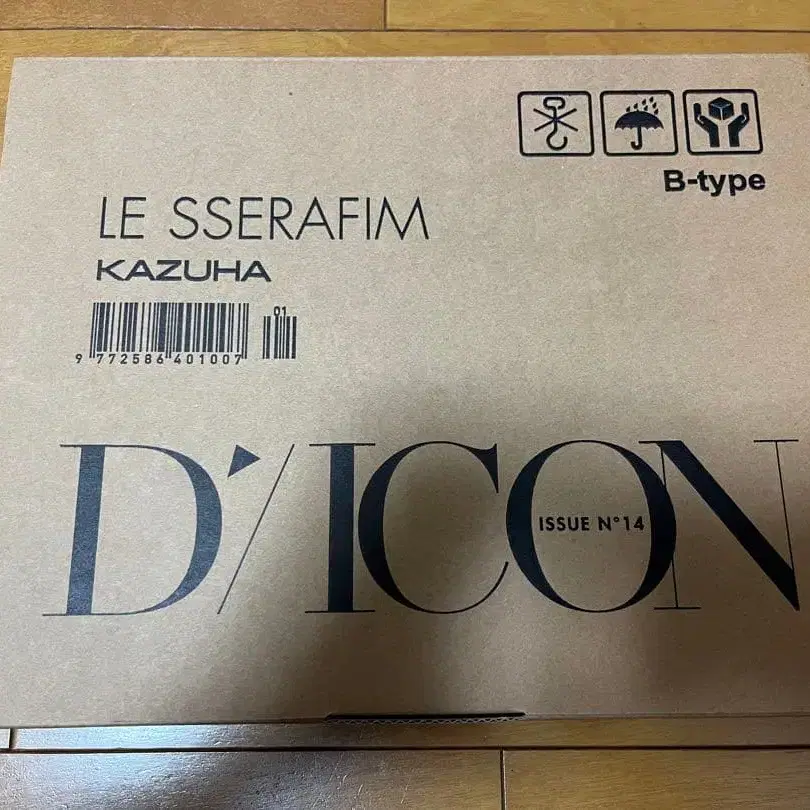 B-type
LE SSERAFIM
KAZUHA
01
9 772586 401007
D'/ICON
ISSUE N°14